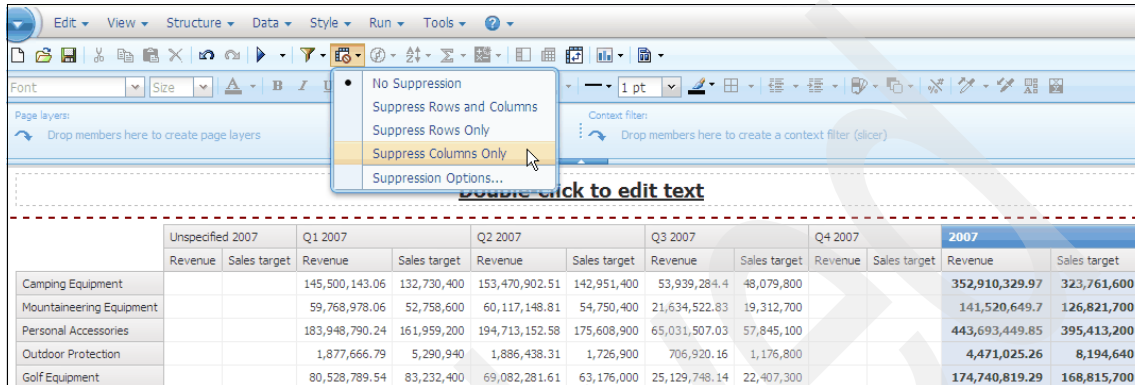 Edit View Structure Data Style Run Tools ?
Font Size A B I U 1 pt
No Suppression
Suppress Rows and Columns
Suppress Rows Only
Suppress Columns Only
Suppression Options...
Page layers:
Drop members here to create page layers
Context filter:
Drop members here to create a context filter (slicer)
Double-click to edit text
Unspecified 2007 Q1 2007 Q2 2007 Q3 2007 Q4 2007 2007
Revenue Sales target Revenue Sales target Revenue Sales target Revenue Sales target Revenue Sales target Revenue Sales target
Camping Equipment 145,500,143.06 132,730,400 153,470,902.51 142,951,400 53,939,284.4 48,079,800 352,910,329.97 323,761,600
Mountaineering Equipment 59,768,978.06 52,758,600 60,117,148.81 54,750,400 21,634,522.83 19,312,700 141,520,649.7 126,821,700
Personal Accessories 183,948,790.24 161,959,200 194,713,152.58 175,608,900 65,031,507.03 57,845,100 443,693,449.85 395,413,200
Outdoor Protection 1,877,666.79 5,290,940 1,886,438.31 1,726,900 706,920.16 1,176,800 4,471,025.26 8,194,640
Golf Equipment 80,528,789.54 83,232,400 69,082,281.61 63,176,000 25,129,748.14 22,407,300 174,740,819.29 168,815,700